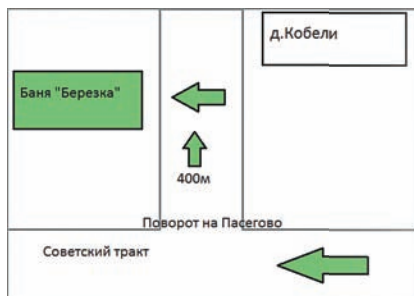 д.Кобели
Баня "Березка"
400м
Поворот на Пасегово
Советский тракт